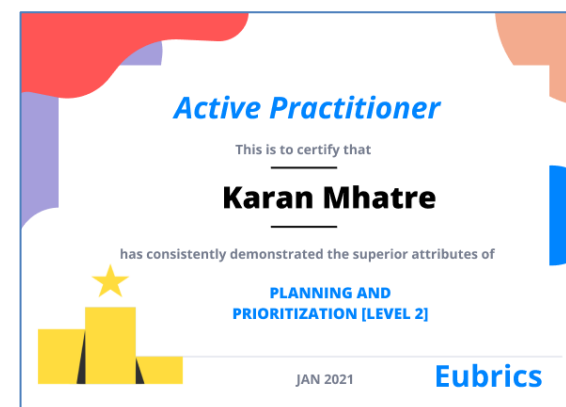 Active Practitioner
This is to certify that
Karan Mhatre
has consistently demonstrated the superior attributes of
PLANNING AND
PRIORITIZATION [LEVEL 2]
JAN 2021
Eubrics